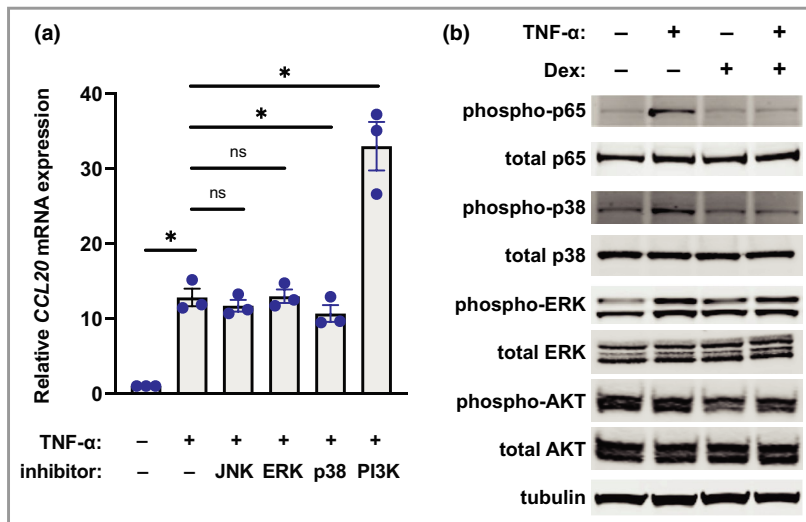 (a)
Relative CCL20 mRNA expression
40
30
20
10
0
*
*
ns
ns
*
TNF-α: – + + + + +
inhibitor: – – JNK ERK p38 PI3K
(b)
TNF-α: – + – +
Dex: – – + +
phospho-p65
total p65
phospho-p38
total p38
phospho-ERK
total ERK
phospho-AKT
total AKT
tubulin